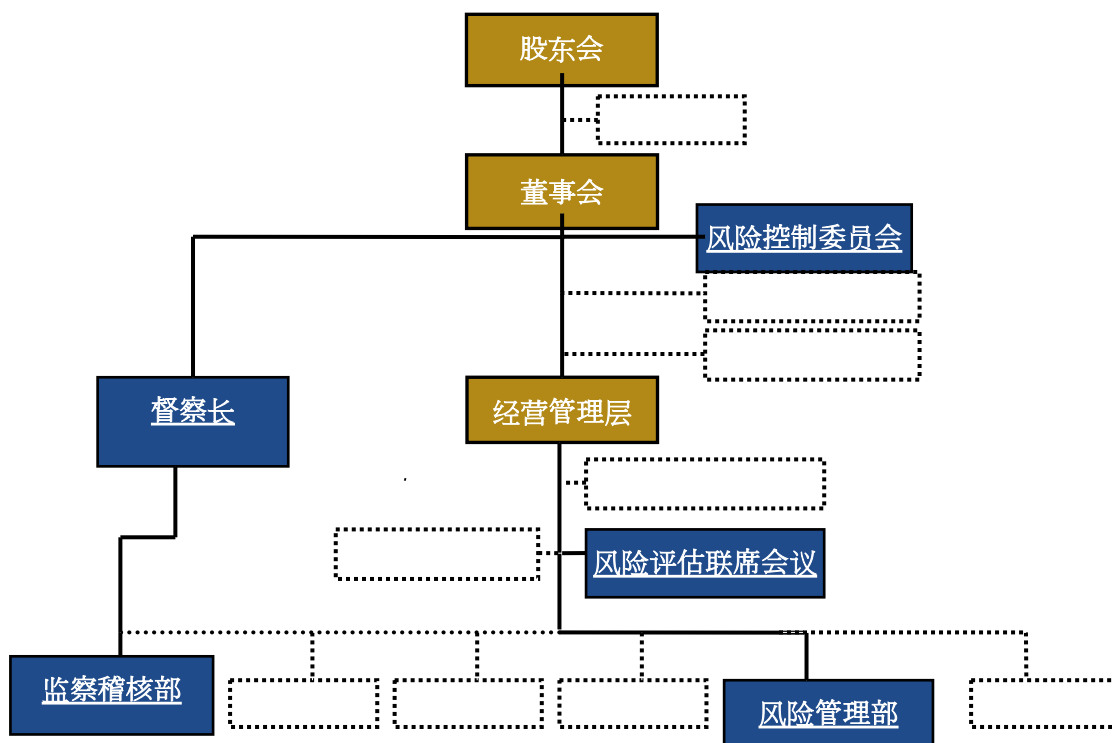 股东会
董事会
风险控制委员会
督察长
经营管理层
风险评估联席会议
监察稽核部
风险管理部